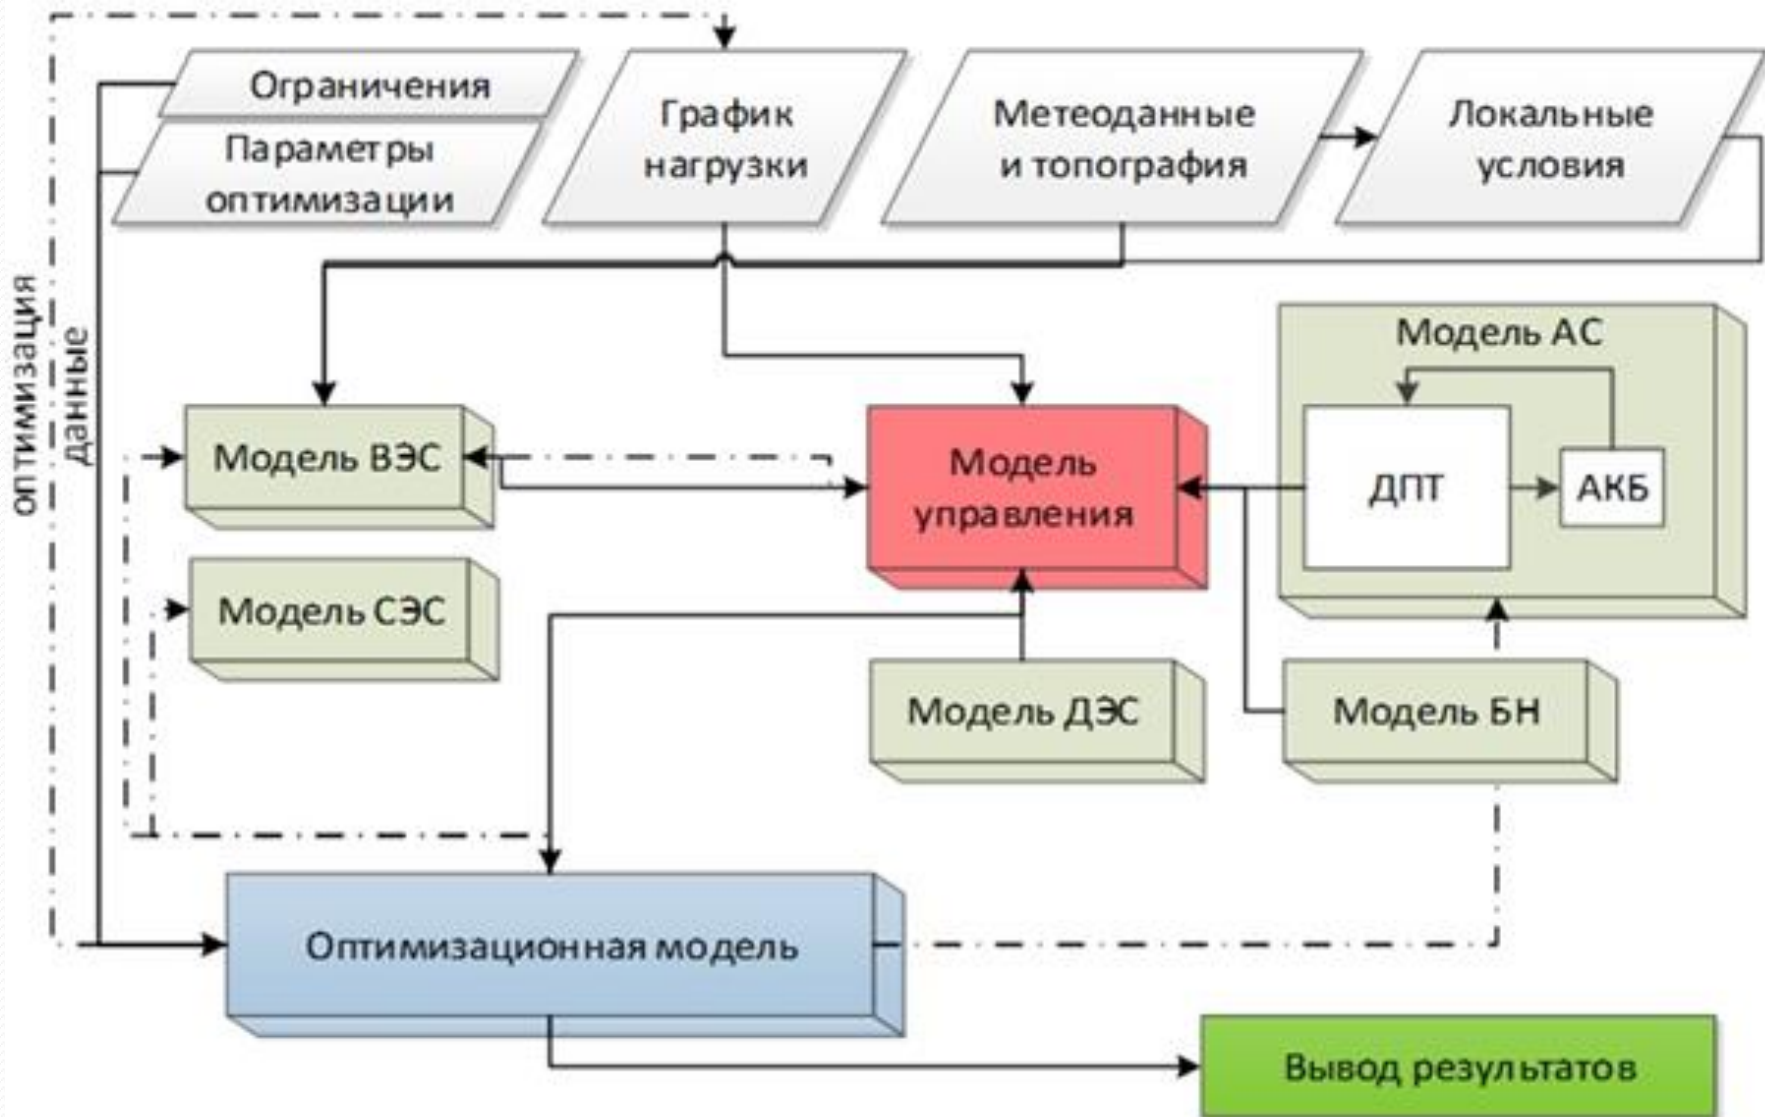 Ограничения
Параметры
оптимизации
График
нагрузки
Метеоданные
и топография
Локальные
условия
оптимизация
данные
Модель АС
Модель ВЭС
Модель
управления
ДПТ
АКБ
Модель СЭС
Модель ДЭС
Модель БН
Оптимизационная модель
Вывод результатов